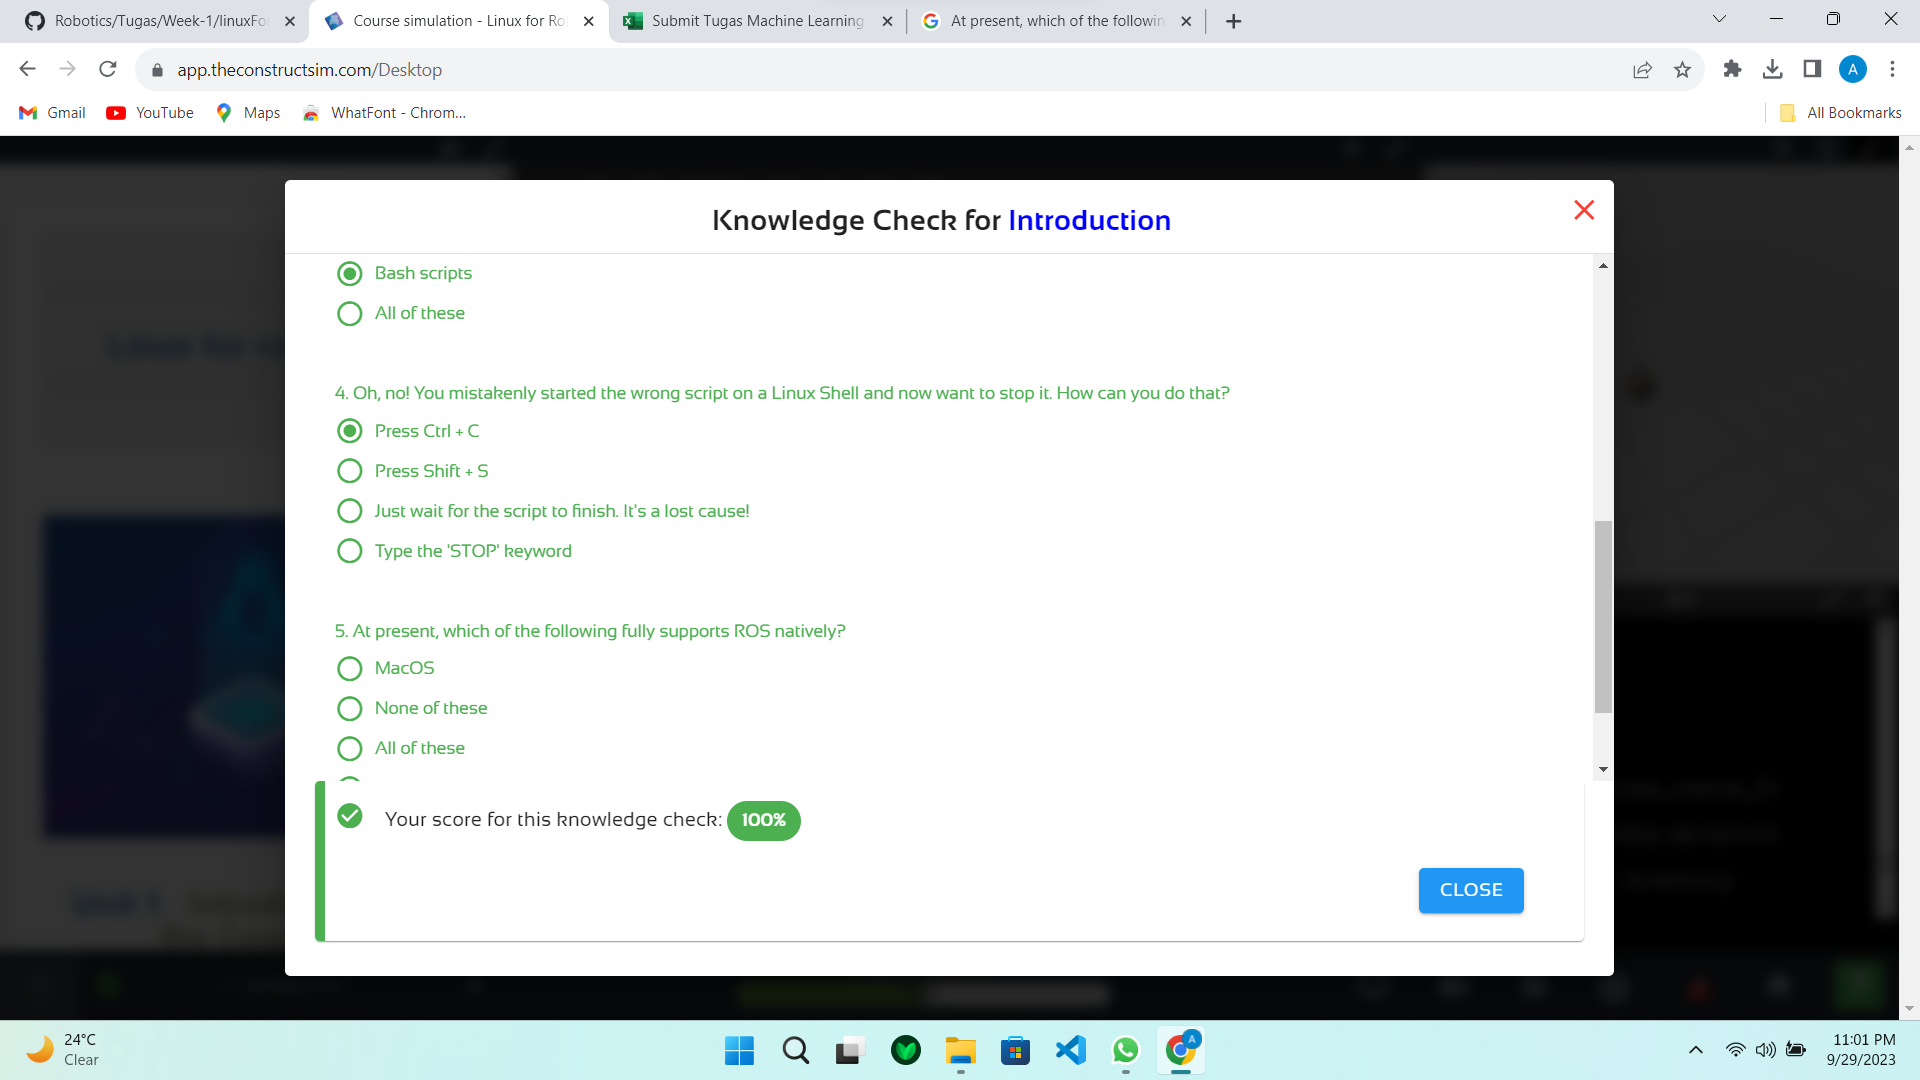 Robotics/Tugas/Week-1/linuxFo
Course simulation - Linux for Ro
Submit Tugas Machine Learning
At present, which of the followin
app.theconstructsim.com/Desktop
A
Gmail
YouTube
Maps
WhatFont - Chrom...
All Bookmarks
Knowledge Check for Introduction
Bash scripts
All of these
4. Oh, no! You mistakenly started the wrong script on a Linux Shell and now want to stop it. How can you do that?
Press Ctrl + C
Press Shift + S
Just wait for the script to finish. It's a lost cause!
Type the 'STOP' keyword
5. At present, which of the following fully supports ROS natively?
MacOS
None of these
All of these
Your score for this knowledge check: 100%
CLOSE
24°C
Clear
A
11:01 PM
9/29/2023